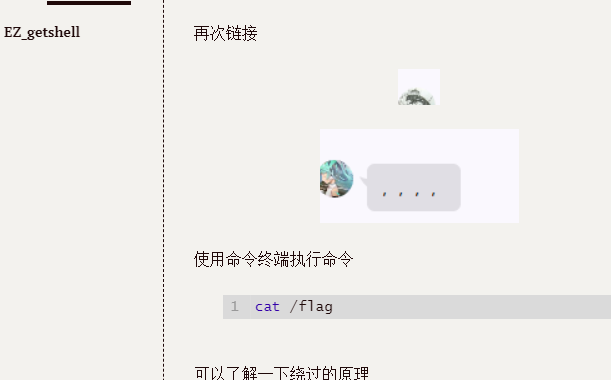 EZ_getshell
再次链接
，，，，
使用命令终端执行命令
1 cat /flag
可以了解一下绕过的原理